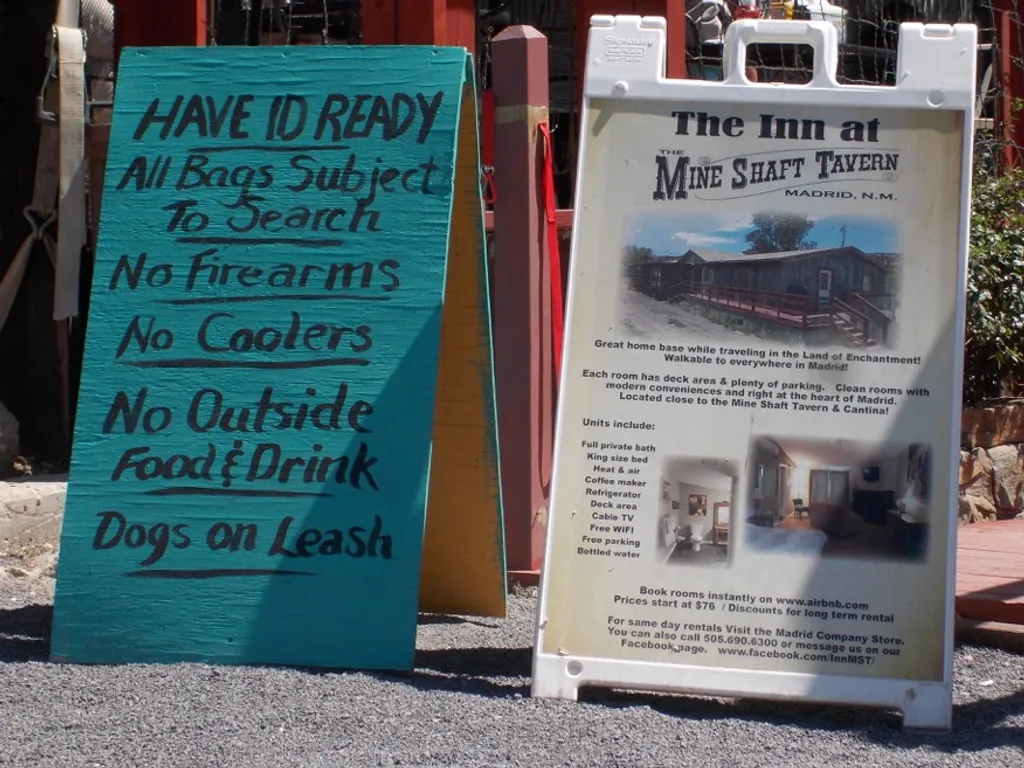 HAVE ID READY
All Bags Subject
To Search
No Firearms
No Coolers
No Outside
Food & Drink
Dogs on Leash
The Inn at
THE
MINE SHAFT TAVERN
MADRID, N.M.
Great home base while traveling in the Land of Enchantment!
Walkable to everywhere in Madrid!
Each room has deck area & plenty of parking. Clean rooms with
modern conveniences and right at the heart of Madrid.
Located close to the Mine Shaft Tavern & Cantina!
Units include:
Full private bath
King size bed
Heat & air
Coffee maker
Refrigerator
Deck area
Cable TV
Free WIFI
Free parking
Bottled water
Book rooms instantly on www.airbnb.com
Prices start at $76 / Discounts for long term rental
For same day rentals Visit the Madrid Company Store.
You can also call 505.690.6300 or message us on our
Facebook page. www.facebook.com/InnMST/